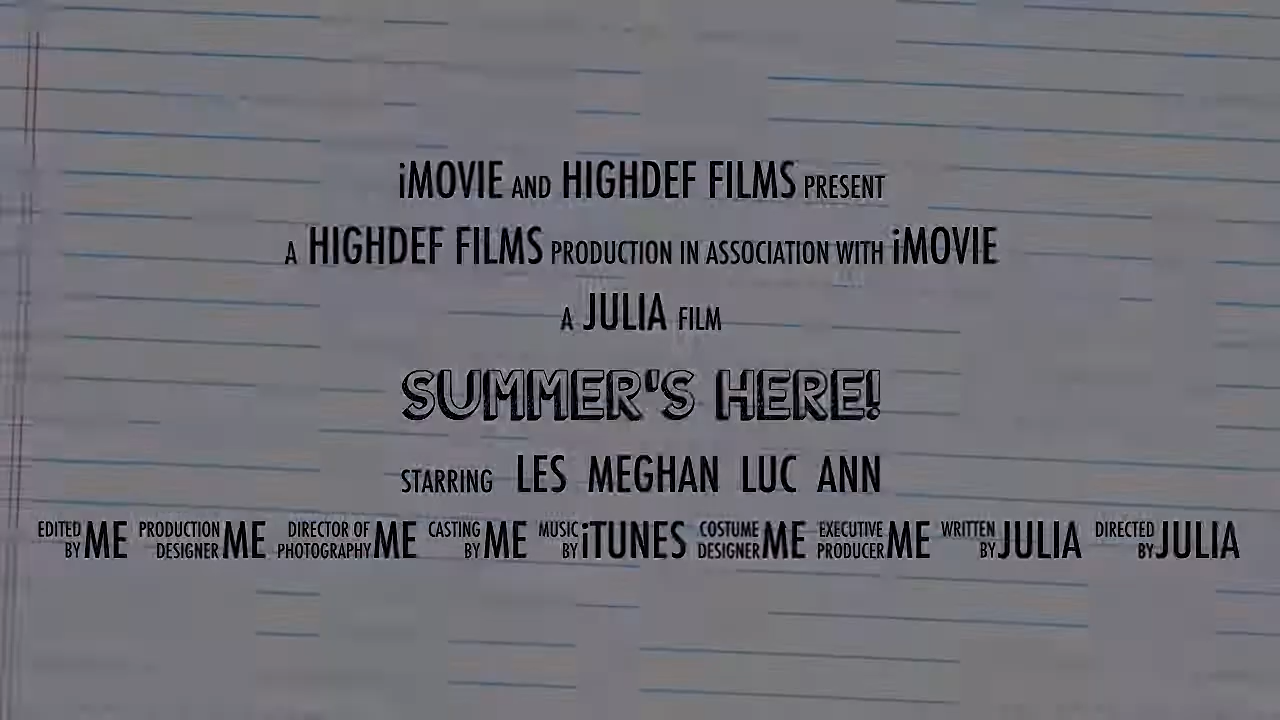 iMOVIE AND HIGHDEF FILMS PRESENT
A HIGHDEF FILMS PRODUCTION IN ASSOCIATION WITH iMOVIE
A JULIA FILM
SUMMER'S HERE!
STARRING LES MEGHAN LUC ANN
EDITED BY ME PRODUCTION DESIGNER ME DIRECTOR OF PHOTOGRAPHY ME CASTING BY ME MUSIC BY iTUNES COSTUME DESIGNER ME EXECUTIVE PRODUCER ME WRITTEN BY JULIA DIRECTED BY JULIA